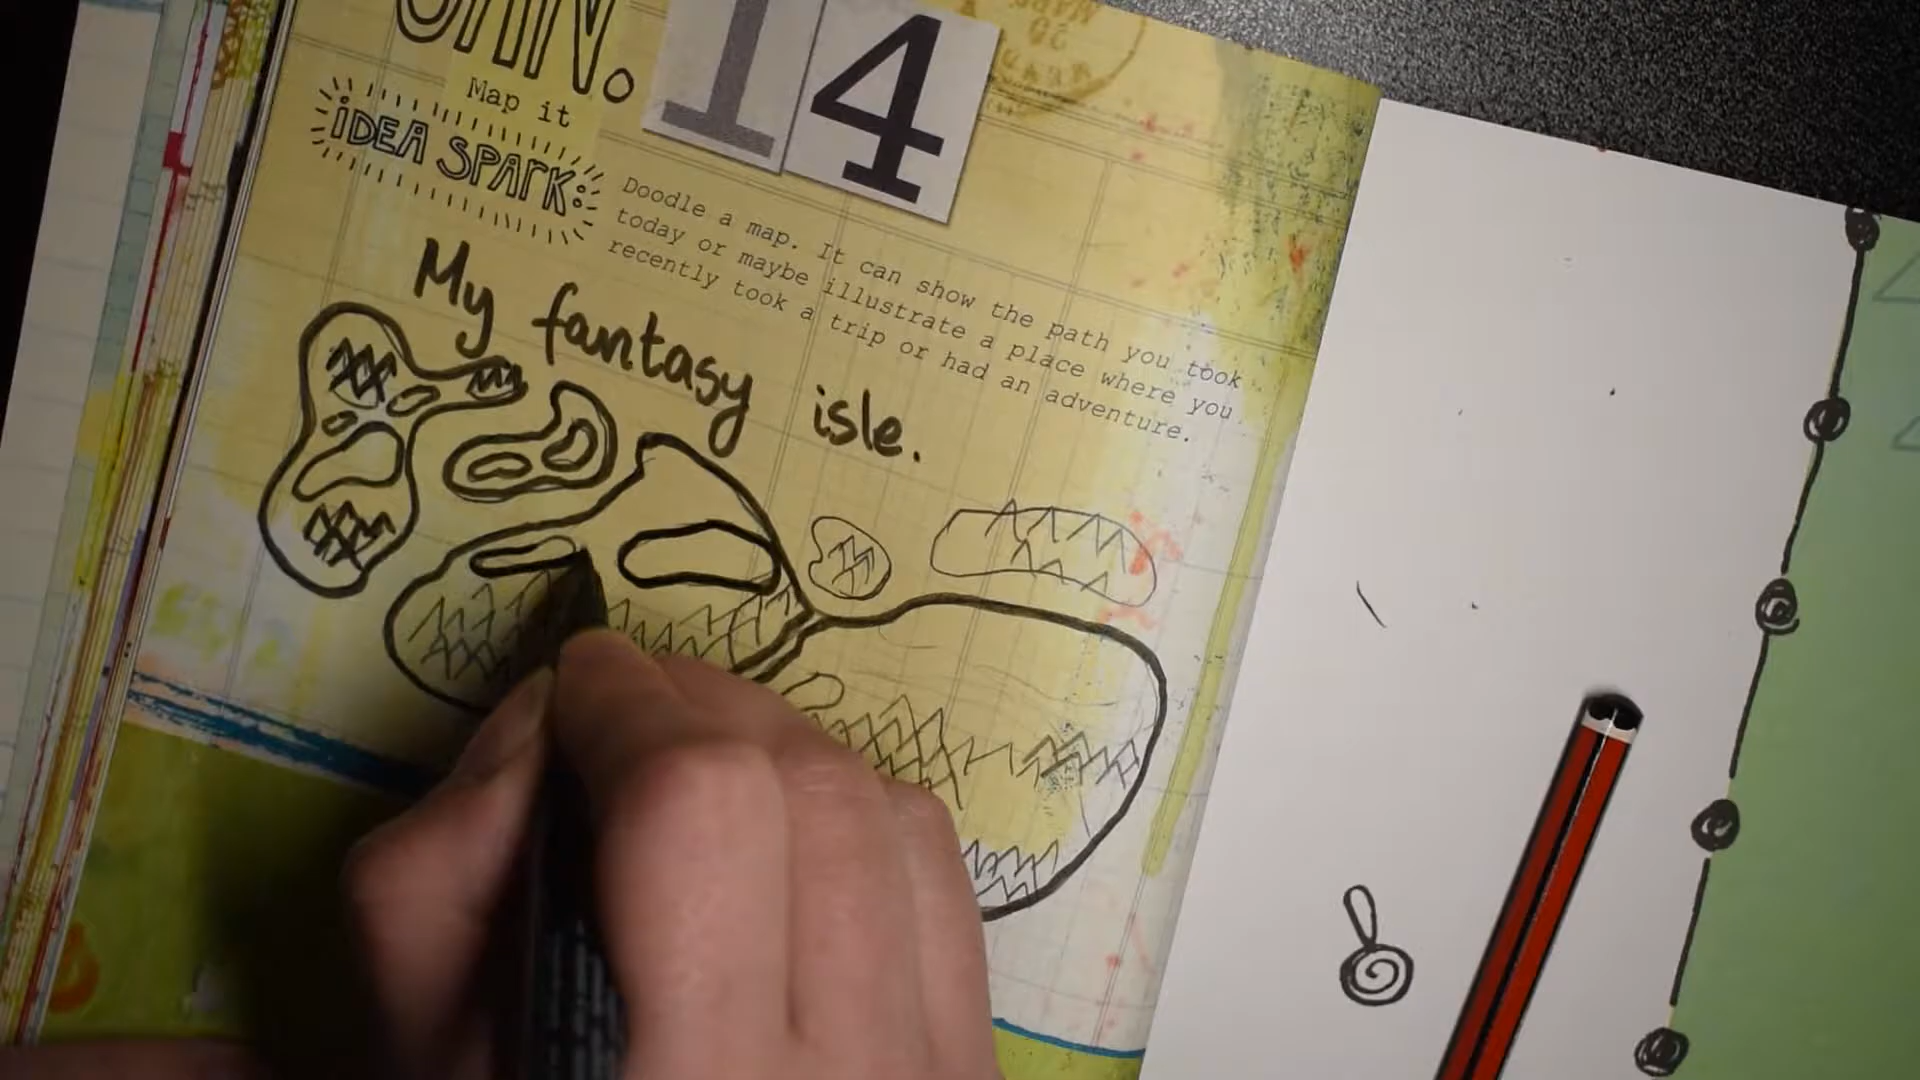 JAN. 14
Map it
IDEA SPARK:
Doodle a map. It can show the path you took
today or maybe illustrate a place where you
recently took a trip or had an adventure.
My fantasy isle.